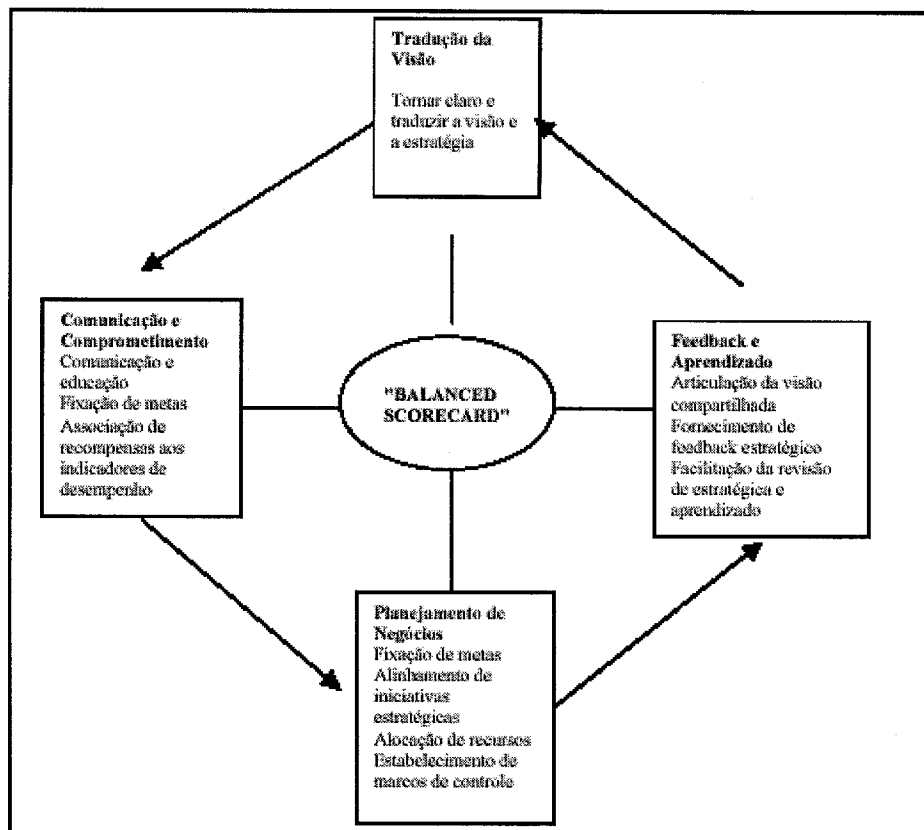 Tradução da
Visão
Tornar claro e
traduzir a visão e
a estratégia
Comunicação e
Comprometimento
Comunicação e
educação
Fixação de metas
Associação de
recompensas aos
indicadores de
desempenho
"BALANCED
SCORECARD"
Feedback e
Aprendizado
Articulação da visão
compartilhada
Fornecimento de
feedback estratégico
Facilitação da revisão
de estratégica e
aprendizado
Planejamento de
Negócios
Fixação de metas
Alinhamento de
iniciativas
estratégicas
Alocação de recursos
Estabelecimento de
marcos de controle